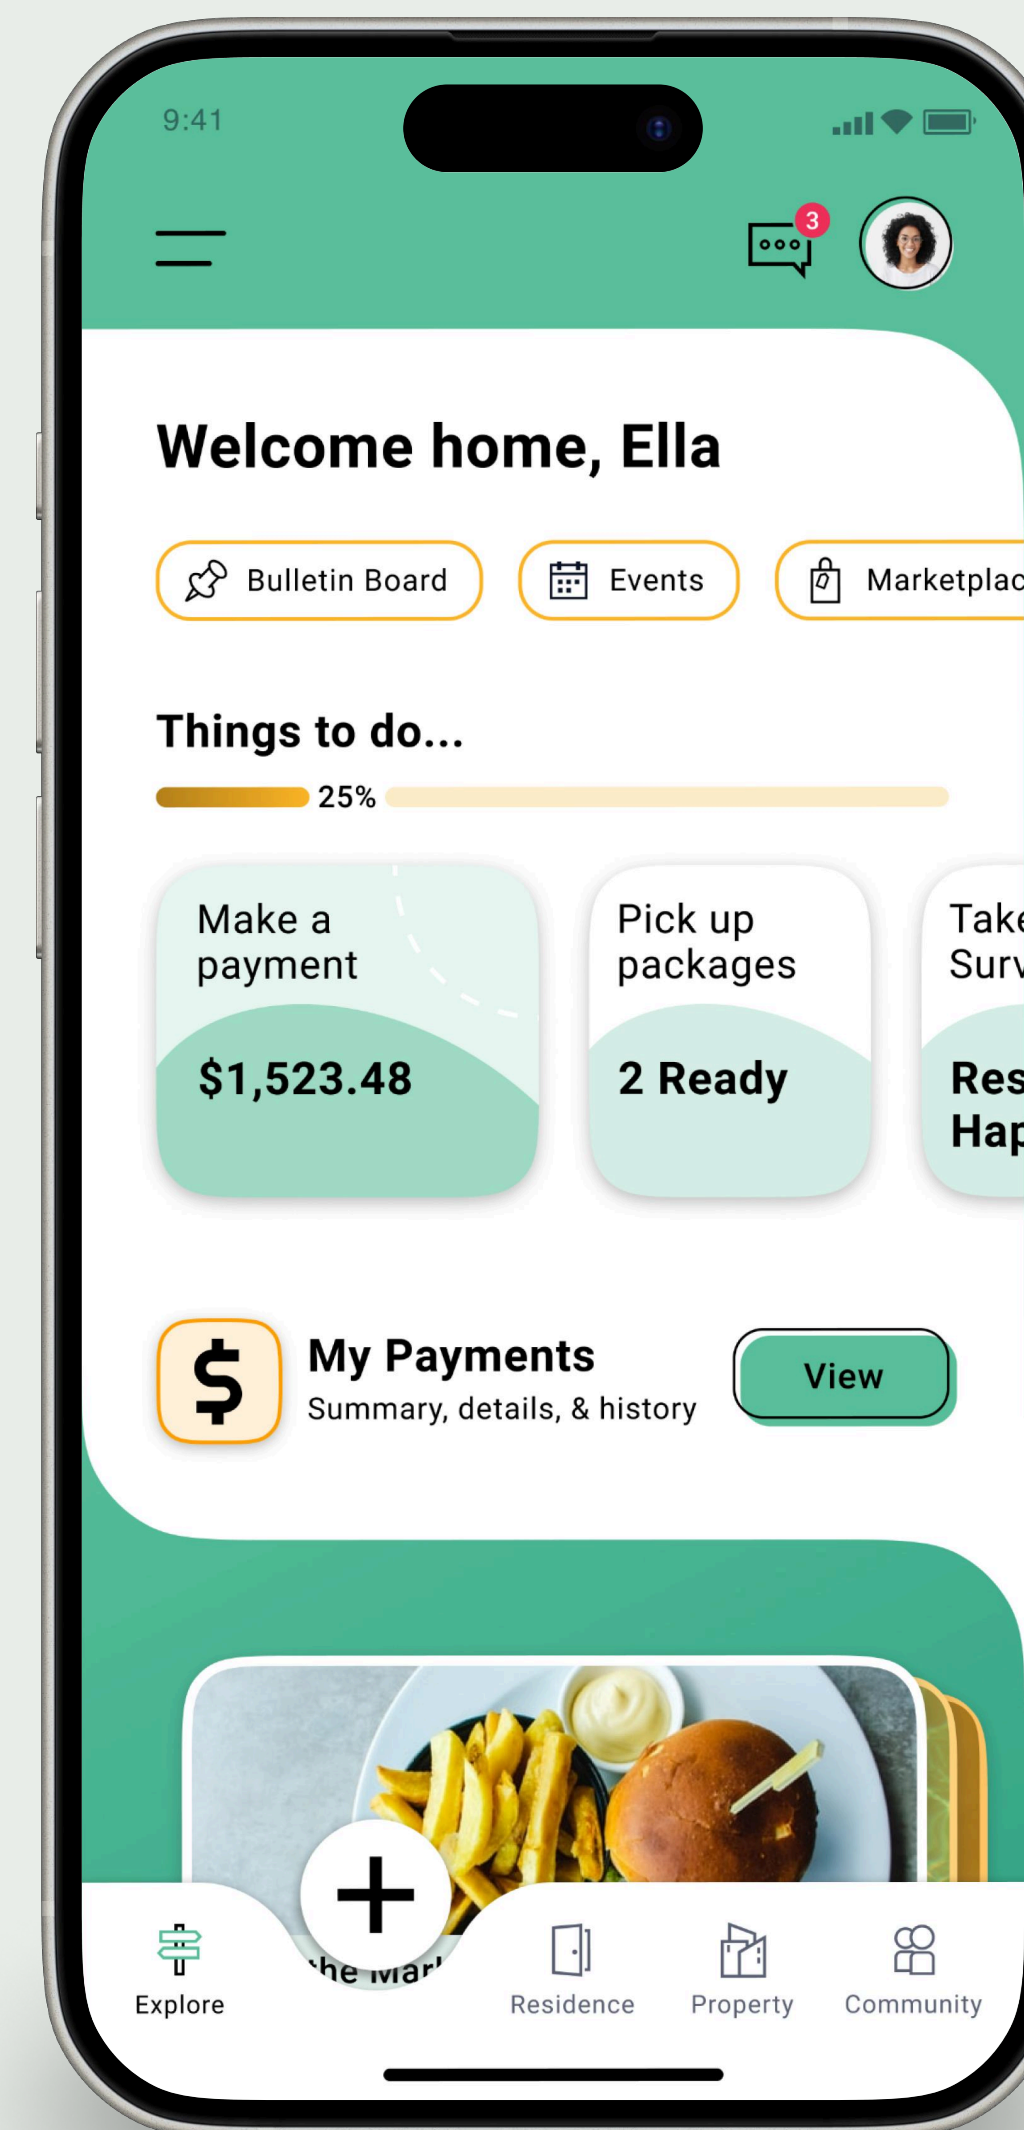 9:41
3
Welcome home, Ella
Bulletin Board
Events
Marketplac
Things to do...
25%
Make a
payment
$1,523.48
Pick up
packages
2 Ready
Take
Surv
Res
Hap
My Payments
Summary, details, & history
View
the Mar
Explore
Residence
Property
Community